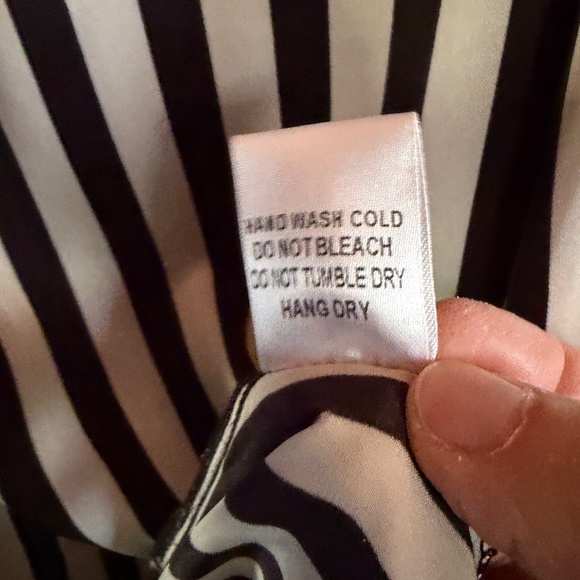 HAND WASH COLD
DO NOT BLEACH
DO NOT TUMBLE DRY
HANG DRY